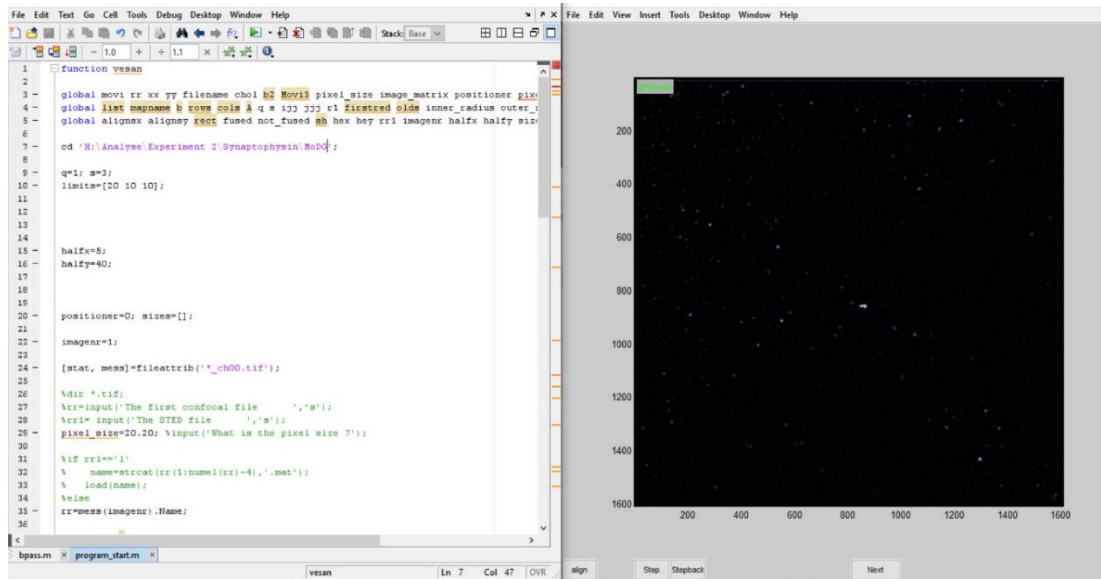 File Edit Text Go Cell Tools Debug Desktop Window Help
Stack: Base
1.0 1.1
1 function vesan
2
3 global movi rr xx yy filename chol b2 Movi3 pixel_size image_matrix positioner
4 global list mapname b rows cols A q s ijj jjj r1 firstred olds inner_radius outer_
5 global alignsx alignsy rect fused not_fused sh hex hey rr1 imagenr halfx halfy
6
7 cd 'H:\Analyse\Experiment 2\Synaptophysin\MoDG';
8
9 q=1; s=3;
10 limits=[20 10 10];
11
12
13
14
15 halfx=5;
16 halfy=40;
17
18
19
20 positioner=0; sizes=[];
21
22 imagenr=1;
23
24 [stat, mess]=fileattrib('*_ch00.tif');
25
26 %dir *.tif;
27 %rr=input('The first confocal file ','s');
28 %rr1= input('The STED file ','s');
29 pixel_size=20.20; %input('What is the pixel size ?');
30
31 %if rr1=='1'
32 % name=strcat(rr(1:numel(rr)-4),'.mat');
33 % load(name);
34 %else
35 rr=mess(imagenr).Name;
36
bpass.m program_start.m
vesan Ln 7 Col 47 OVR
File Edit View Insert Tools Desktop Window Help
200
400
600
800
1000
1200
1400
1600
200 400 600 800 1000 1200 1400 1600
align Step Stepback Next